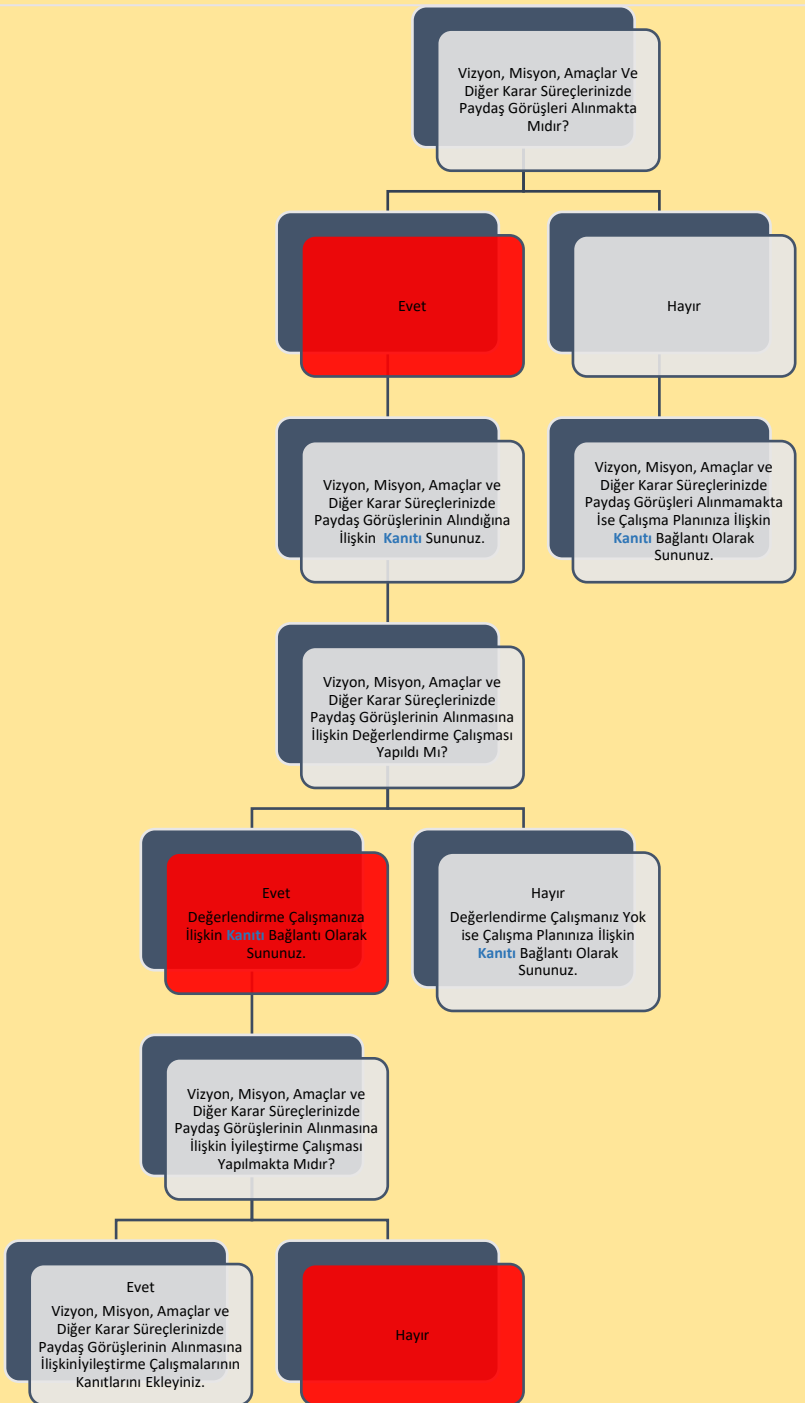 Vizyon, Misyon, Amaçlar Ve
Diğer Karar Süreçlerinizde
Paydaş Görüşleri Alınmakta
Mıdır?
Evet
Hayır
Vizyon, Misyon, Amaçlar ve
Diğer Karar Süreçlerinizde
Paydaş Görüşlerinin Alındığına
İlişkin Kanıtı Sununuz.
Vizyon, Misyon, Amaçlar ve
Diğer Karar Süreçlerinizde
Paydaş Görüşleri Alınmamakta
İse Çalışma Planınıza İlişkin
Kanıtı Bağlantı Olarak
Sununuz.
Vizyon, Misyon, Amaçlar ve
Diğer Karar Süreçlerinizde
Paydaş Görüşlerinin Alınmasına
İlişkin Değerlendirme Çalışması
Yapıldı Mı?
Evet
Değerlendirme Çalışmanıza
İlişkin Kanıtı Bağlantı Olarak
Sununuz.
Hayır
Değerlendirme Çalışmanız Yok
ise Çalışma Planınıza İlişkin
Kanıtı Bağlantı Olarak
Sununuz.
Vizyon, Misyon, Amaçlar ve
Diğer Karar Süreçlerinizde
Paydaş Görüşlerinin Alınmasına
İlişkin İyileştirme Çalışması
Yapılmakta Mıdır?
Evet
Vizyon, Misyon, Amaçlar ve
Diğer Karar Süreçlerinizde
Paydaş Görüşlerinin Alınmasına
İlişkinİyileştirme Çalışmalarının
Kanıtlarını Ekleyiniz.
Hayır